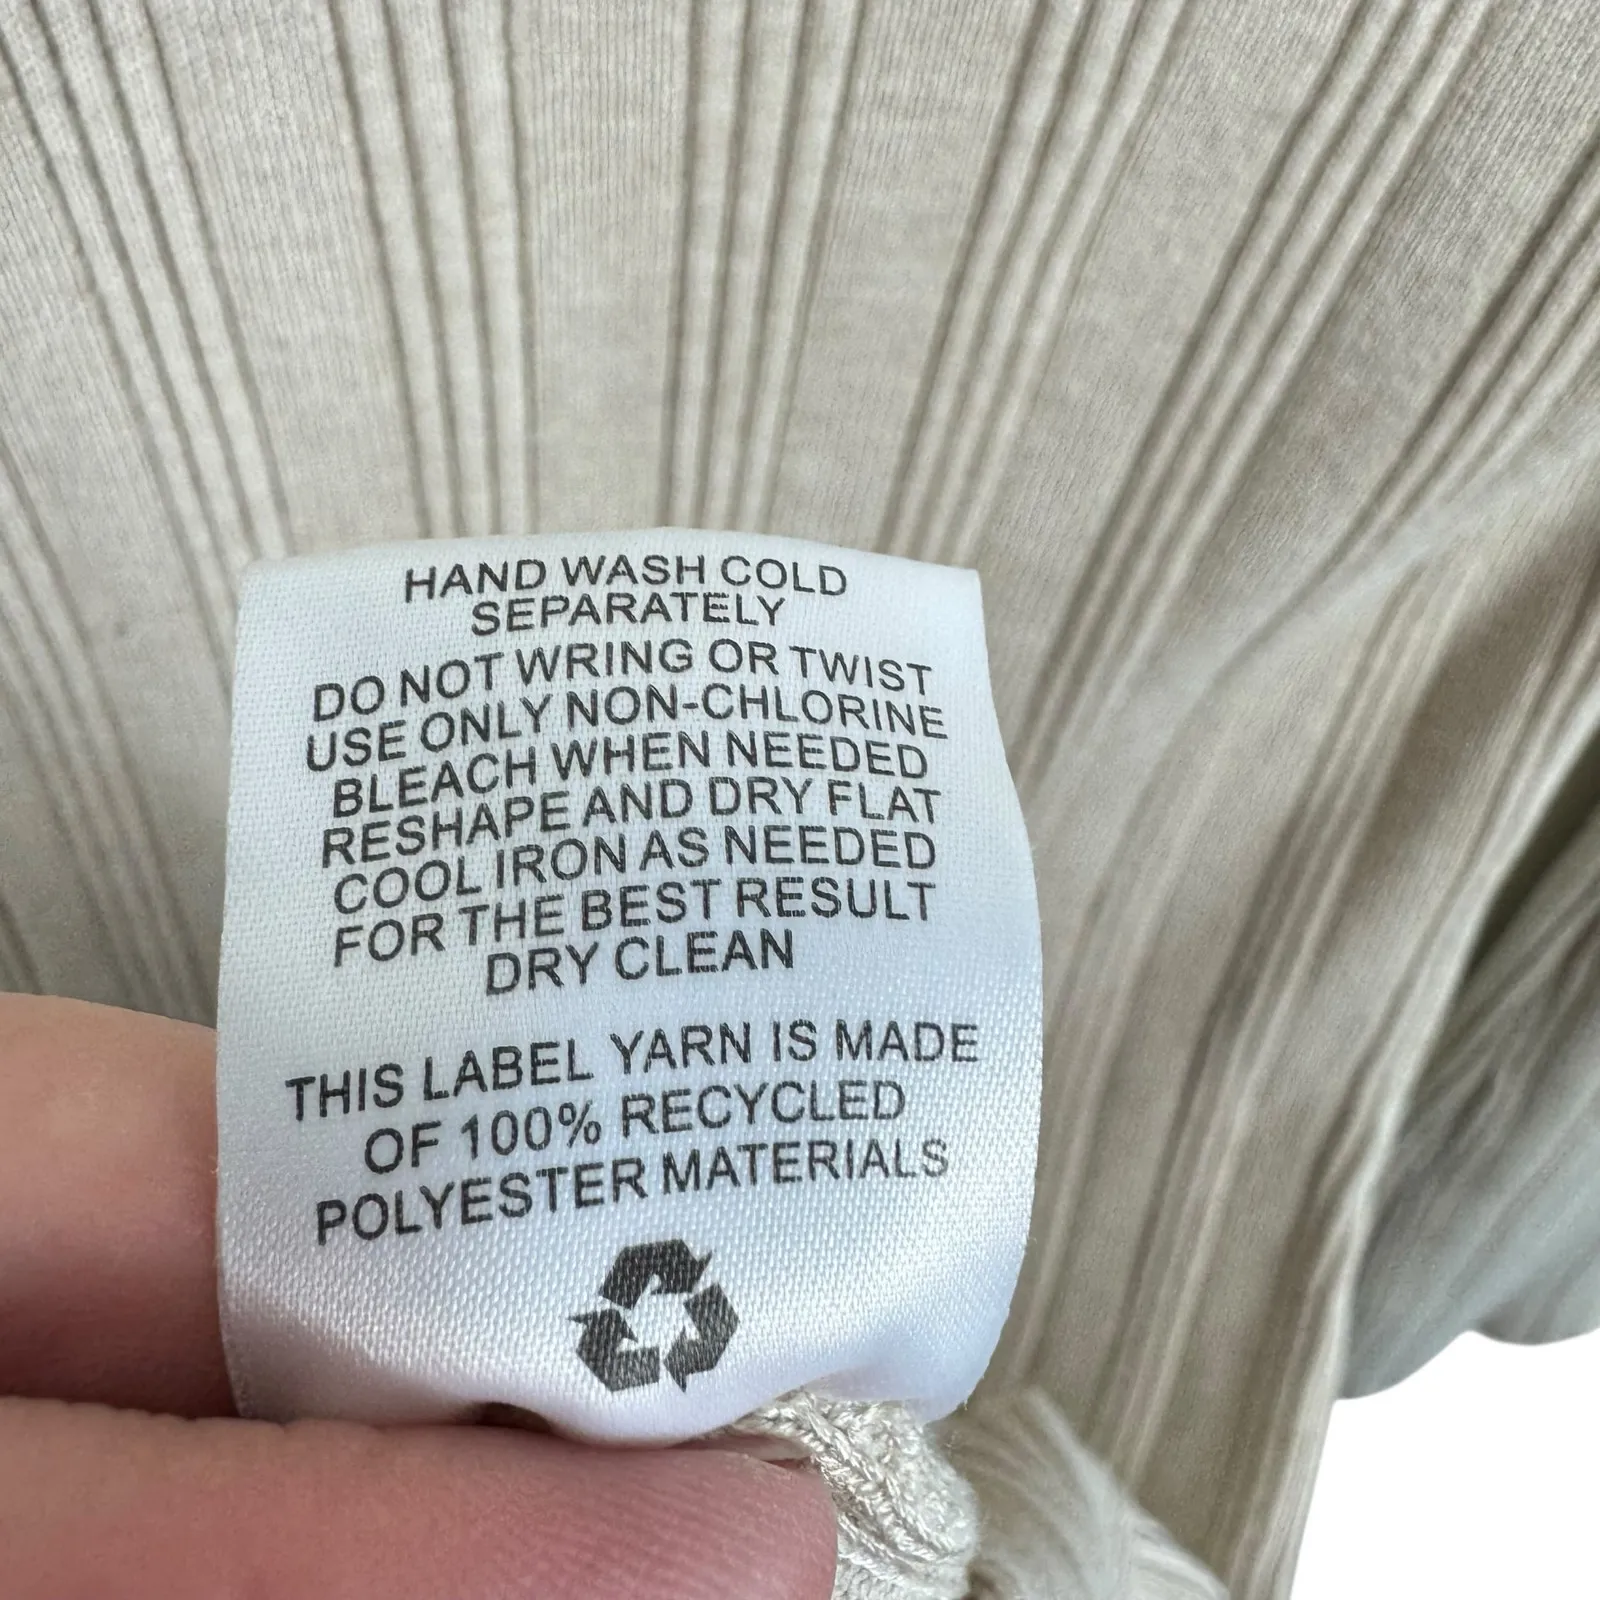 HAND WASH COLD
SEPARATELY
DO NOT WRING OR TWIST
USE ONLY NON-CHLORINE
BLEACH WHEN NEEDED
RESHAPE AND DRY FLAT
COOL IRON AS NEEDED
FOR THE BEST RESULT
DRY CLEAN
THIS LABEL YARN IS MADE
OF 100% RECYCLED
POLYESTER MATERIALS